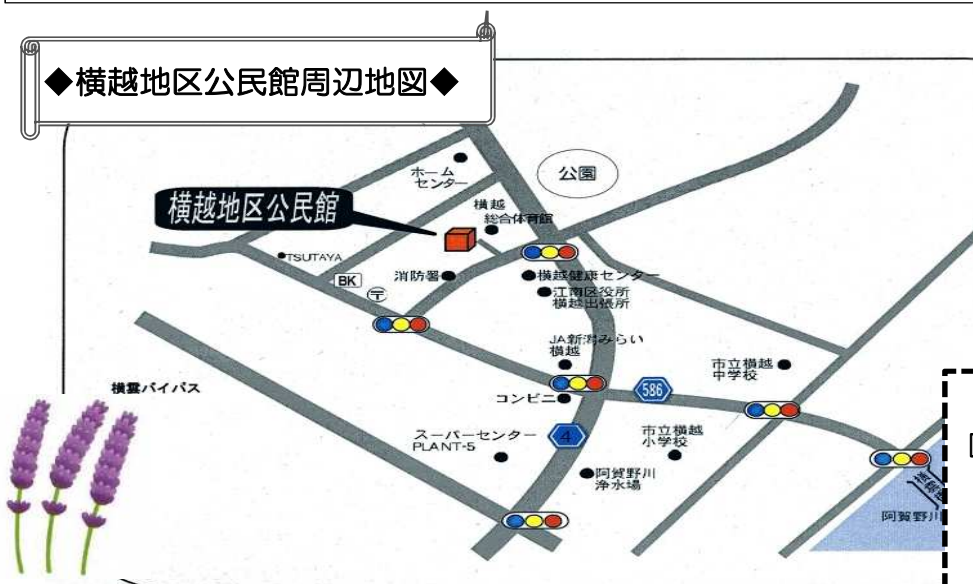 ◆横越地区公民館周辺地図◆
ホーム
センター
公園
横越地区公民館
横越
総合体育館
TSUTAYA
BK
〒
消防署
横越健康センター
江南区役所
横越出張所
JA新潟みらい
横越
市立横越
中学校
横雲バイパス
コンビニ
586
スーパーセンター
PLANT-5
4
市立横越
小学校
阿賀野川
浄水場
阿賀野川